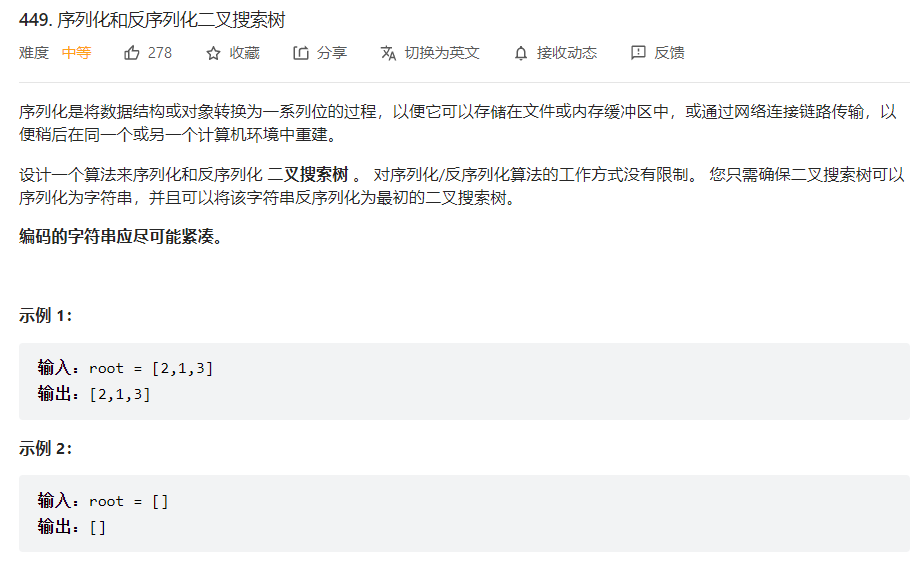 449. 序列化和反序列化二叉搜索树
难度 中等 278 收藏 分享 切换为英文 接收动态 反馈
序列化是将数据结构或对象转换为一系列位的过程，以便它可以存储在文件或内存缓冲区中，或通过网络连接链路传输，以
便稍后在同一个或另一个计算机环境中重建。
设计一个算法来序列化和反序列化 二叉搜索树 。 对序列化/反序列化算法的工作方式没有限制。 您只需确保二叉搜索树可以
序列化为字符串，并且可以将该字符串反序列化为最初的二叉搜索树。
编码的字符串应尽可能紧凑。
示例 1：
输入：root = [2,1,3]
输出：[2,1,3]
示例 2：
输入：root = []
输出：[]